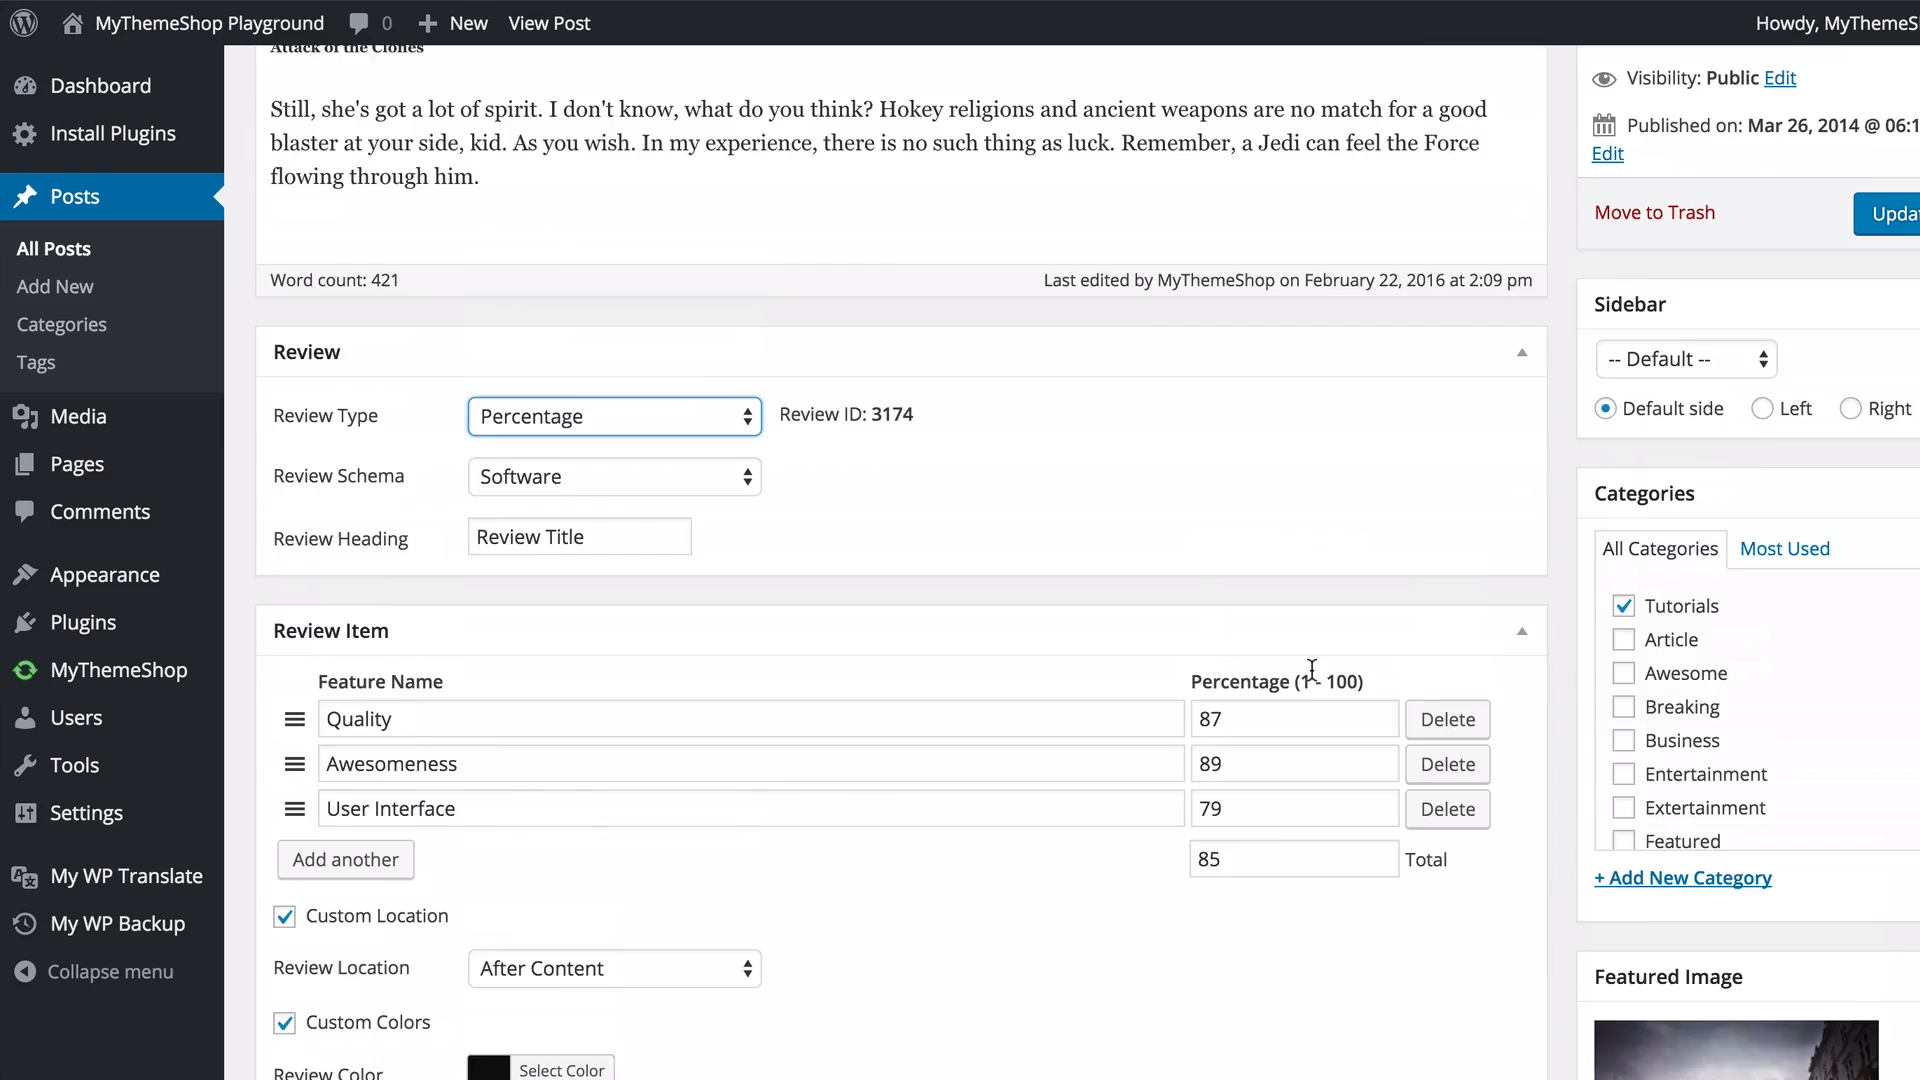 MyThemeShop Playground 0 New View Post Howdy, MyThemeS
Dashboard
Install Plugins
Posts
All Posts
Add New
Categories
Tags
Media
Pages
Comments
Appearance
Plugins
MyThemeShop
Users
Tools
Settings
My WP Translate
My WP Backup
Collapse menu
Attack of the Clones
Still, she's got a lot of spirit. I don't know, what do you think? Hokey religions and ancient weapons are no match for a good
blaster at your side, kid. As you wish. In my experience, there is no such thing as luck. Remember, a Jedi can feel the Force
flowing through him.
Word count: 421 Last edited by MyThemeShop on February 22, 2016 at 2:09 pm
Review
Review Type Percentage Review ID: 3174
Review Schema Software
Review Heading Review Title
Review Item
Feature Name Percentage (1 - 100)
Quality 87 Delete
Awesomeness 89 Delete
User Interface 79 Delete
Add another 85 Total
Custom Location
Review Location After Content
Custom Colors
Review Color Select Color
Visibility: Public Edit
Published on: Mar 26, 2014 @ 06:1
Edit
Move to Trash Updat
Sidebar
-- Default --
Default side Left Right
Categories
All Categories Most Used
Tutorials
Article
Awesome
Breaking
Business
Entertainment
Extertainment
Featured
+ Add New Category
Featured Image